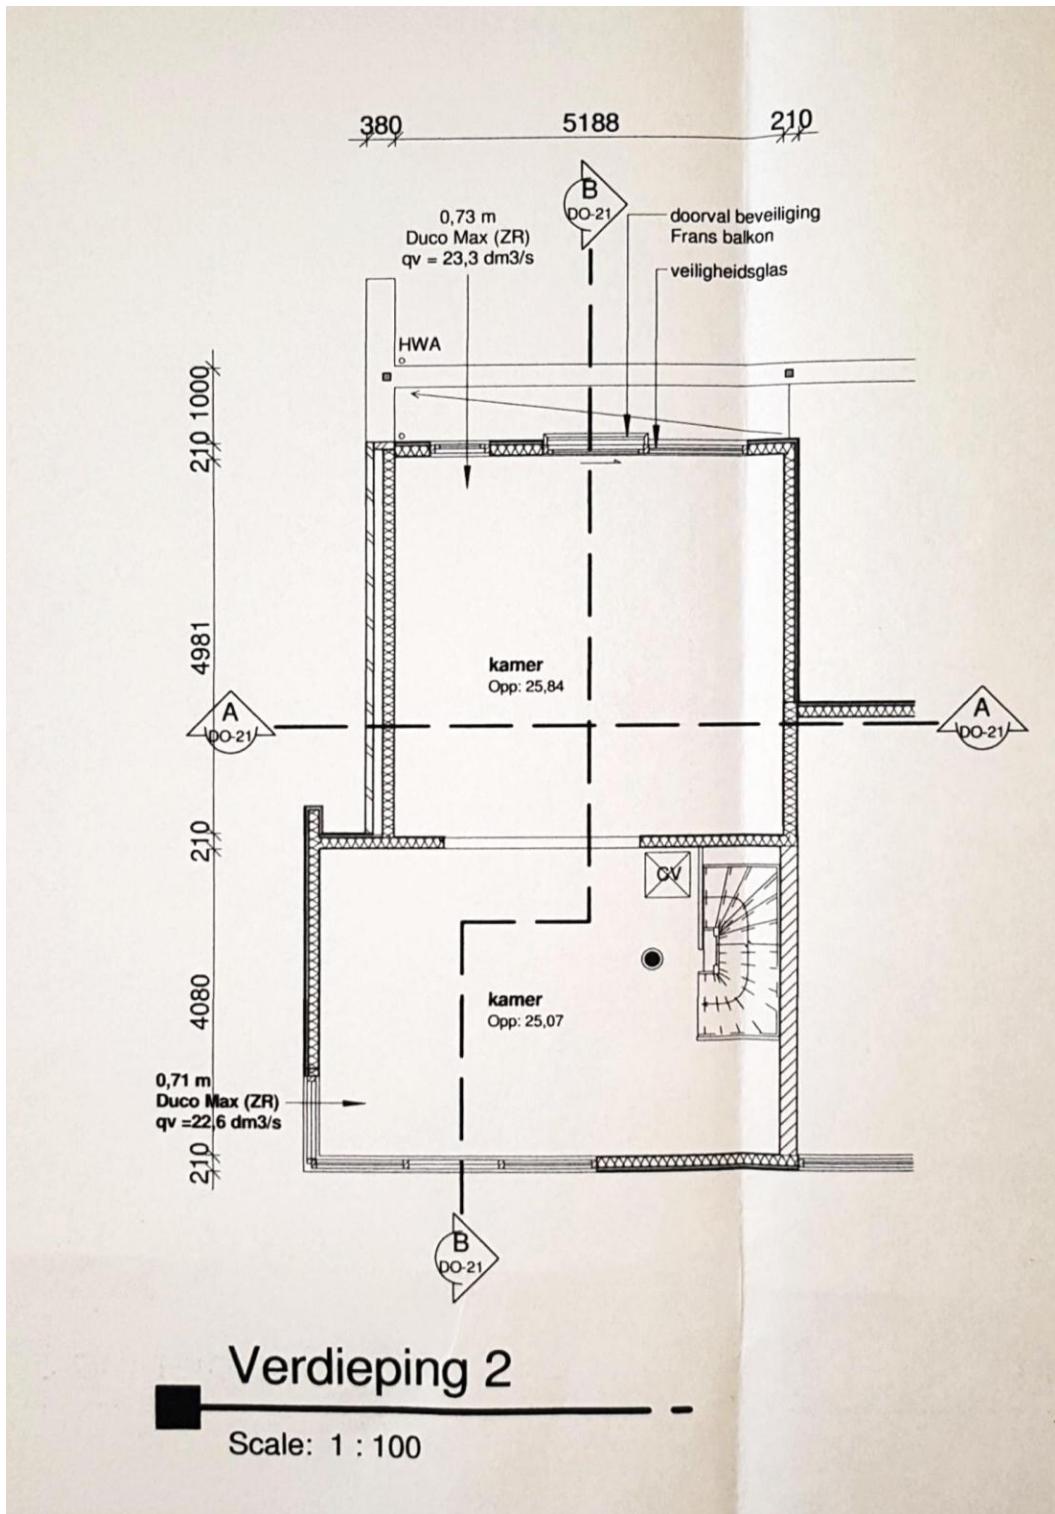 380
5188
210
B
DO-21
0,73 m
Duco Max (ZR)
qv = 23,3 dm3/s
doorval beveiliging
Frans balkon
veiligheidsglas
HWA
1000
210
4981
kamer
Opp: 25,84
A
DO-21
A
DO-21
210
CV
4080
kamer
Opp: 25,07
0,71 m
Duco Max (ZR)
qv =22,6 dm3/s
210
B
DO-21
Verdieping 2
Scale: 1 : 100